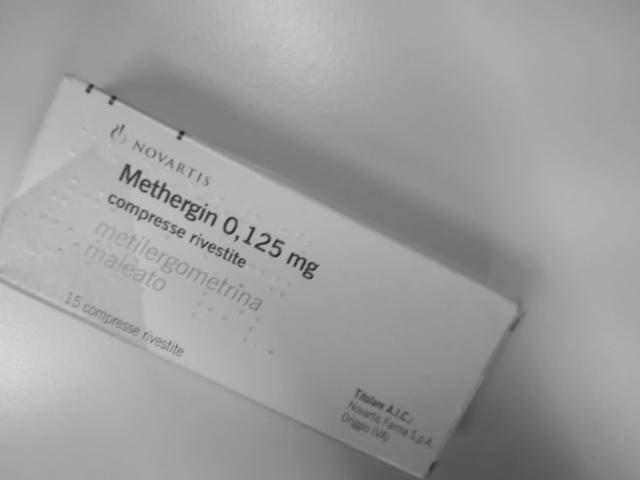 NOVARTIS
Methergin 0,125 mg
compresse rivestite
metilergometrina
maleato
15 compresse rivestite
Titolare A.I.C.:
Novartis Farma S.p.A.
Origgio (VA)